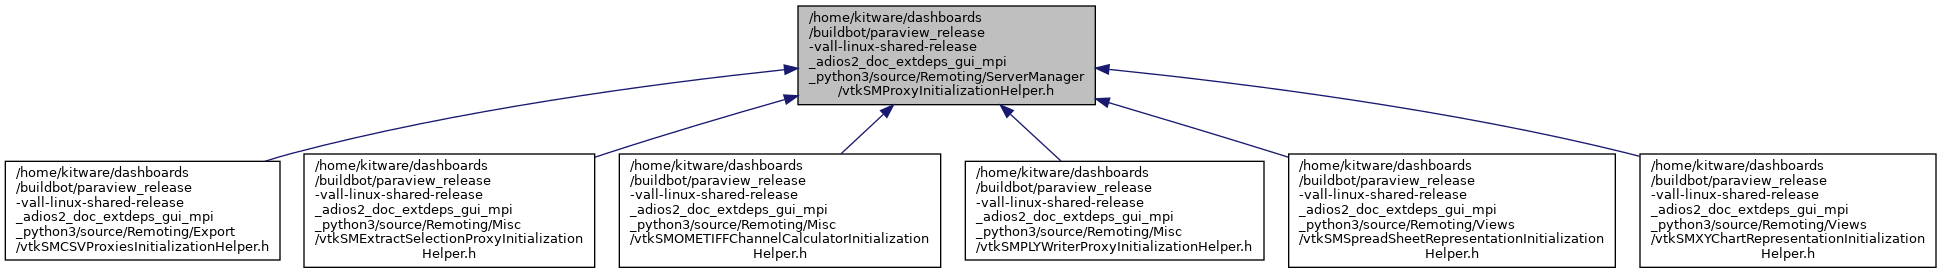 /home/kitware/dashboards
/buildbot/paraview_release
-vall-linux-shared-release
_adios2_doc_extdeps_gui_mpi
_python3/source/Remoting/ServerManager
/vtkSMProxyInitializationHelper.h
/home/kitware/dashboards
/buildbot/paraview_release
-vall-linux-shared-release
_adios2_doc_extdeps_gui_mpi
_python3/source/Remoting/Export
/vtkSMCSVProxiesInitializationHelper.h
/home/kitware/dashboards
/buildbot/paraview_release
-vall-linux-shared-release
_adios2_doc_extdeps_gui_mpi
_python3/source/Remoting/Misc
/vtkSMExtractSelectionProxyInitialization
Helper.h
/home/kitware/dashboards
/buildbot/paraview_release
-vall-linux-shared-release
_adios2_doc_extdeps_gui_mpi
_python3/source/Remoting/Misc
/vtkSMOMETIFFChannelCalculatorInitialization
Helper.h
/home/kitware/dashboards
/buildbot/paraview_release
-vall-linux-shared-release
_adios2_doc_extdeps_gui_mpi
_python3/source/Remoting/Misc
/vtkSMPLYWriterProxyInitializationHelper.h
/home/kitware/dashboards
/buildbot/paraview_release
-vall-linux-shared-release
_adios2_doc_extdeps_gui_mpi
_python3/source/Remoting/Views
/vtkSMSpreadSheetRepresentationInitialization
Helper.h
/home/kitware/dashboards
/buildbot/paraview_release
-vall-linux-shared-release
_adios2_doc_extdeps_gui_mpi
_python3/source/Remoting/Views
/vtkSMXYChartRepresentationInitialization
Helper.h